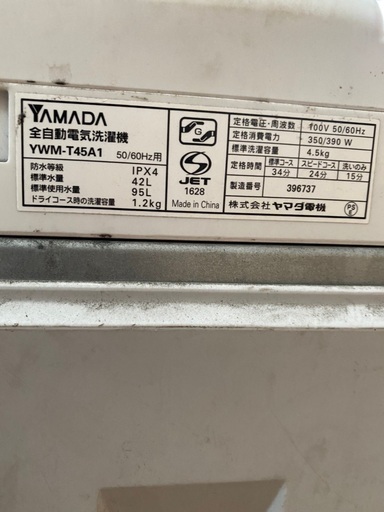 YAMADA
全自動電気洗濯機
YWM-T45A1 50/60Hz用
防水等級 IPX4
標準水量 42L
標準使用水量 95L
ドライコース時の洗濯容量 1.2kg
G
JET
1628
Made in China
定格電圧・周波数 100V 50/60Hz
定格消費電力 350/390 W
標準洗濯容量 4.5kg
定格時間 標準コース スピードコース 洗いのみ
34分 24分 15分
製造番号 396737
株式会社 ヤマダ電機
PS
E